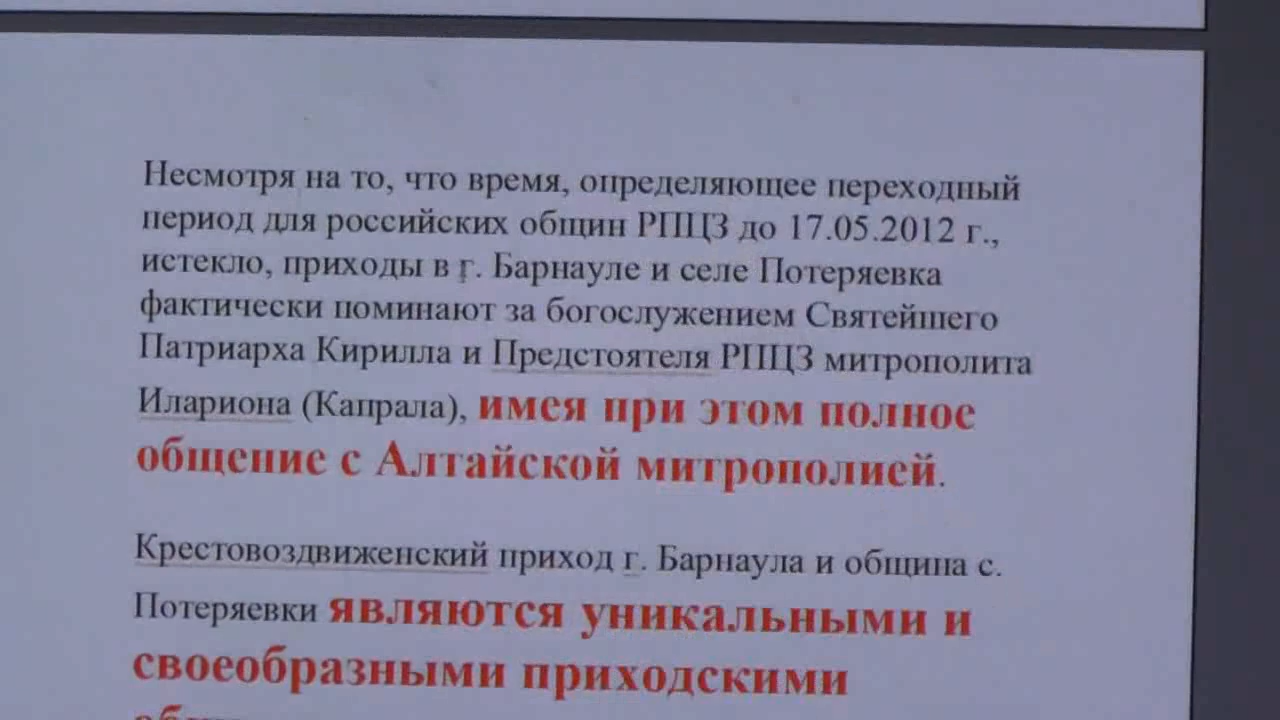 Несмотря на то, что время, определяющее переходный
период для российских общин РПЦЗ до 17.05.2012 г.,
истекло, приходы в г. Барнауле и селе Потеряевка
фактически поминают за богослужением Святейшего
Патриарха Кирилла и Предстоятеля РПЦЗ митрополита
Илариона (Капрала), имея при этом полное
общение с Алтайской митрополией.
Крестовоздвиженский приход г. Барнаула и община с.
Потеряевки являются уникальными и
своеобразными приходскими